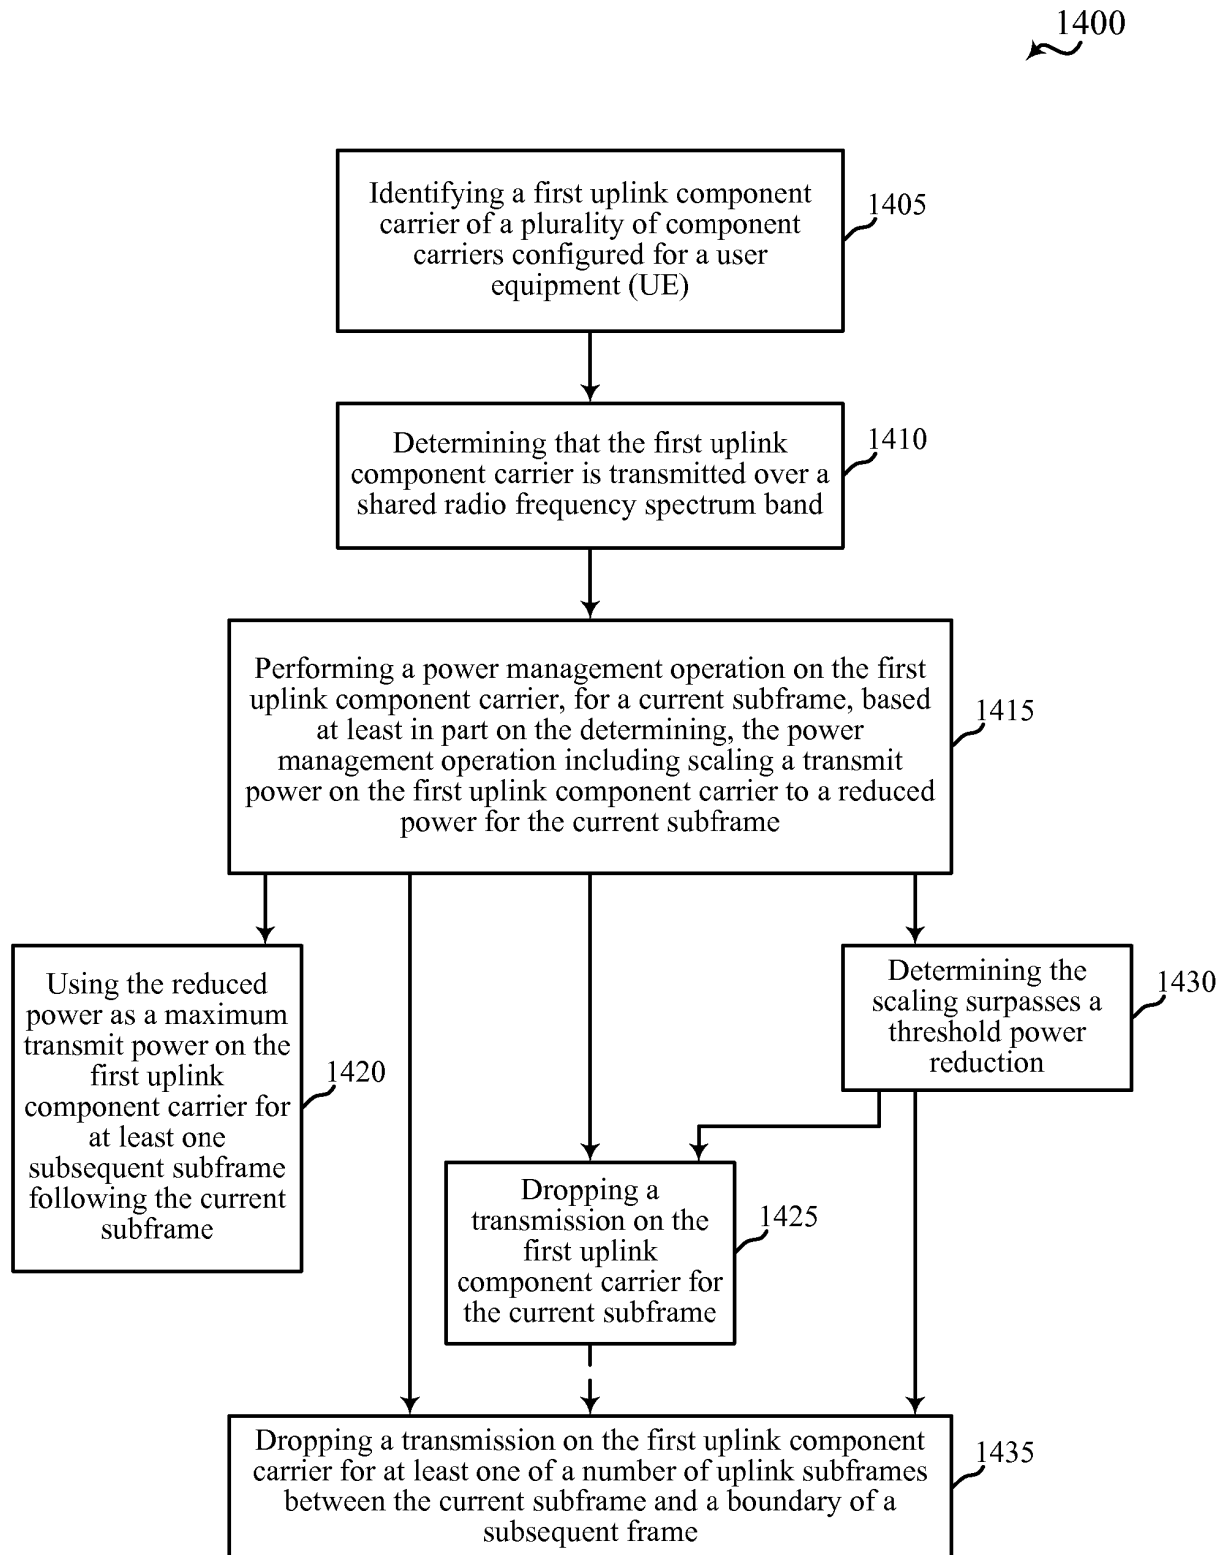 1400
Identifying a first uplink component
carrier of a plurality of component
carriers configured for a user
equipment (UE)
1405
Determining that the first uplink
component carrier is transmitted over a
shared radio frequency spectrum band
1410
Performing a power management operation on the first
uplink component carrier, for a current subframe, based
at least in part on the determining, the power
management operation including scaling a transmit
power on the first uplink component carrier to a reduced
power for the current subframe
1415
Using the reduced
power as a maximum
transmit power on the
first uplink
component carrier for
at least one
subsequent subframe
following the current
subframe
1420
Determining the
scaling surpasses a
threshold power
reduction
1430
Dropping a
transmission on the
first uplink
component carrier for
the current subframe
1425
Dropping a transmission on the first uplink component
carrier for at least one of a number of uplink subframes
between the current subframe and a boundary of a
subsequent frame
1435